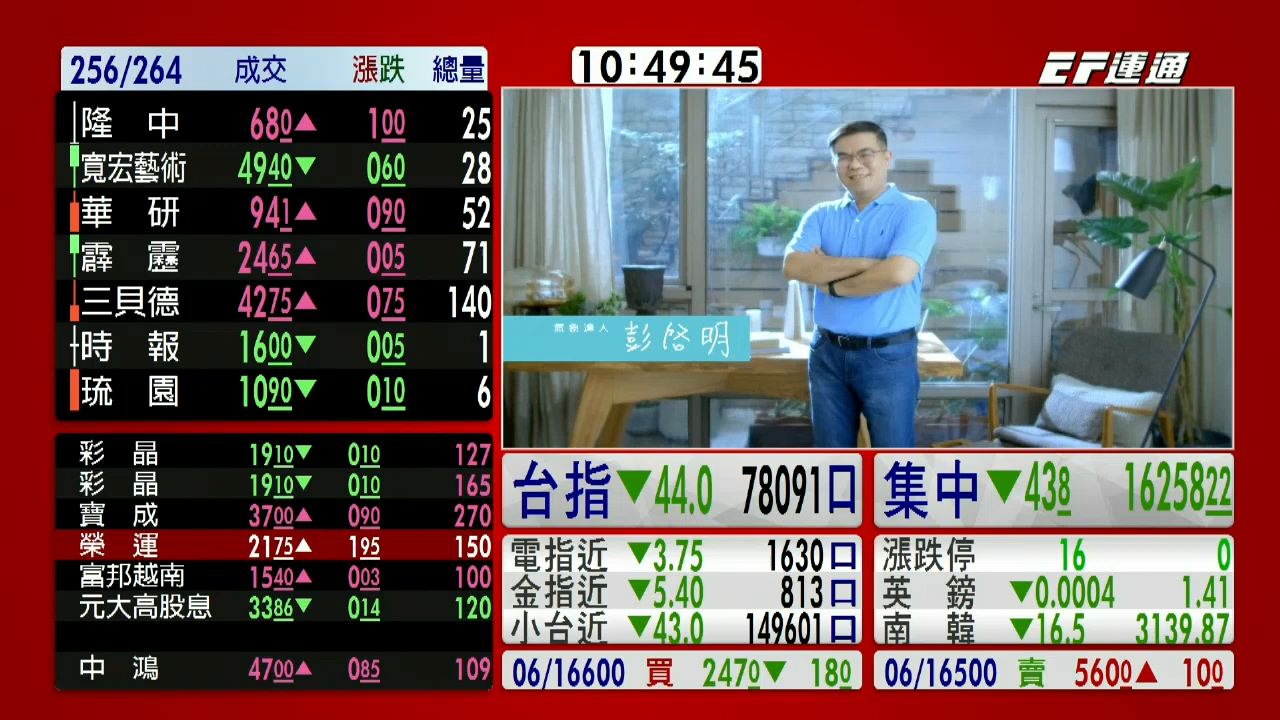 256/264 成交 漲跌 總量
隆中 680▲ 100 25
寬宏藝術 4940▼ 060 28
華研 941▲ 090 52
霹靂 2465▲ 005 71
三貝德 4275▲ 075 140
時報 1600▼ 005 1
琉園 1090▼ 010 6
彩晶 1910▼ 010 127
彩晶 1910▼ 010 165
寶成 3700▲ 090 270
榮運 2175▲ 195 150
富邦越南 1540▲ 003 100
元大高股息 3386▼ 014 120
中鴻 4700▲ 085 109
10:49:45
EF運通
氣象達人 彭啓明
台指▼44.0 78091口
電指近 ▼3.75 1630口
金指近 ▼5.40 813口
小台近 ▼43.0 149601口
06/16600 買 2470▼ 180
集中▼438 1625822
漲跌停 16 0
英鎊 ▼0.0004 1.41
南韓 ▼16.5 3139.87
06/16500 賣 5600▲ 100